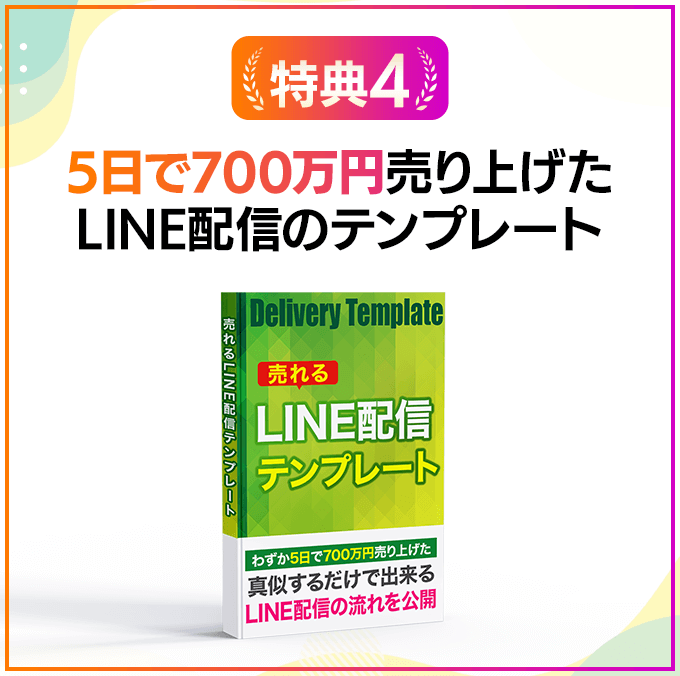 特典4
5日で700万円売り上げた
LINE配信のテンプレート
Delivery Template
売れる
LINE配信
テンプレート
売れるLINE配信テンプレート
わずか5日で700万円売り上げた
真似するだけで出来る
LINE配信の流れを公開